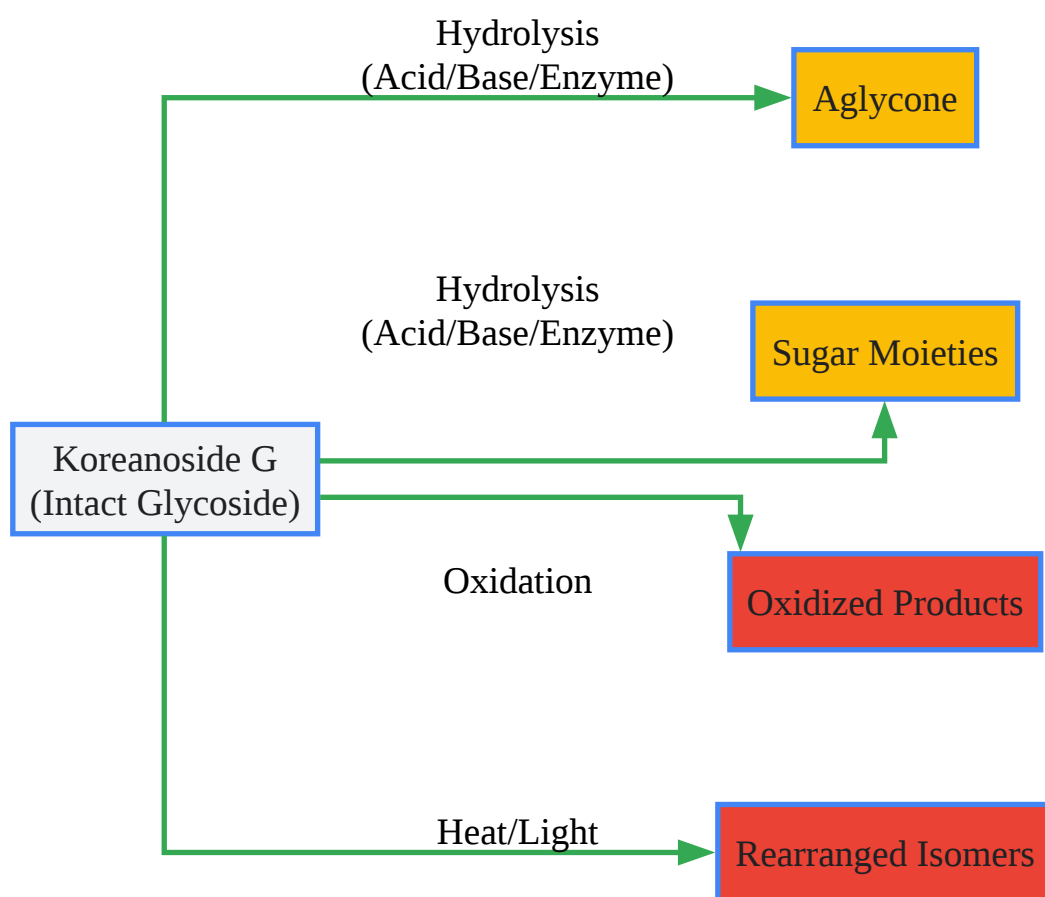 Hydrolysis
(Acid/Base/Enzyme)
Aglycone
Hydrolysis
(Acid/Base/Enzyme)
Sugar Moieties
Koreanoside G
(Intact Glycoside)
Oxidation
Oxidized Products
Heat/Light
Rearranged Isomers